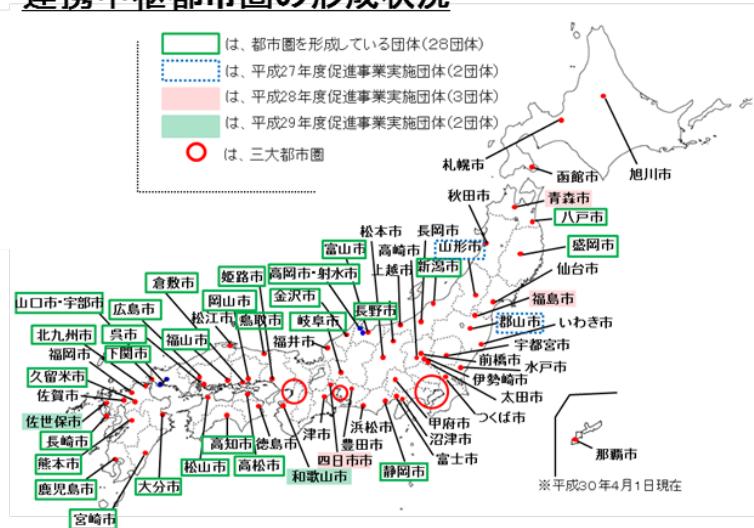 連携中枢都市圏の形成状況
は、都市圏を形成している団体(28団体)
は、平成27年度促進事業実施団体(2団体)
は、平成28年度促進事業実施団体(3団体)
は、平成29年度促進事業実施団体(2団体)
は、三大都市圏
札幌市
函館市
旭川市
秋田市
青森市
八戸市
盛岡市
仙台市
福島市
郡山市
いわき市
宇都宮市
水戸市
前橋市
伊勢崎市
太田市
つくば市
松本市
長岡市
高崎市
山形市
上越市
新潟市
富山市
高岡市・射水市
金沢市
長野市
岐阜市
福井市
姫路市
倉敷市
岡山市
鳥取市
松江市
山口市・宇部市
広島市
福山市
北九州市
呉市
福岡市
下関市
久留米市
佐賀市
佐世保市
長崎市
熊本市
鹿児島市
宮崎市
大分市
松山市
高知市
高松市
徳島市
和歌山市
津市
四日市市
豊田市
浜松市
静岡市
甲府市
沼津市
富士市
那覇市
※平成30年4月1日現在